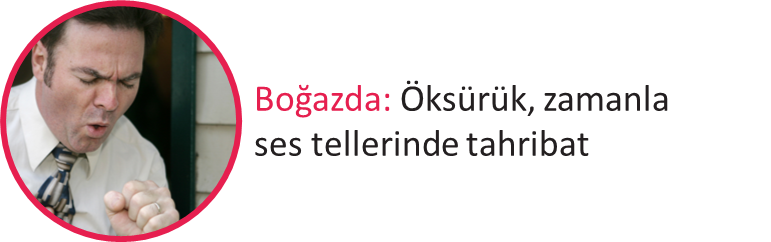 Boğazda: Öksürük, zamanla
ses tellerinde tahribat